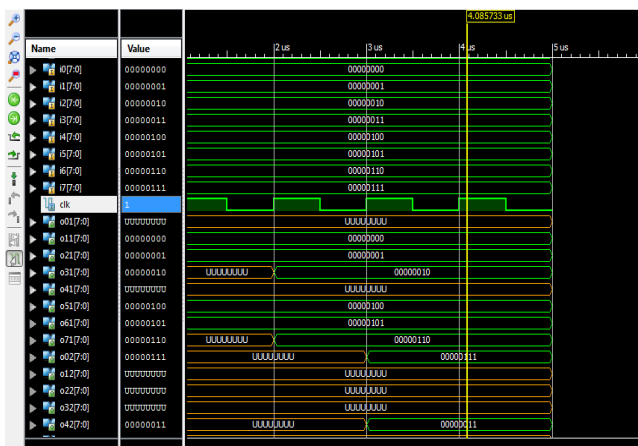 4.085733 us
Name Value 2 us 3 us 4 us 5 us
i0[7:0] 00000000 00000000
i1[7:0] 00000001 00000001
i2[7:0] 00000010 00000010
i3[7:0] 00000011 00000011
i4[7:0] 00000100 00000100
i5[7:0] 00000101 00000101
i6[7:0] 00000110 00000110
i7[7:0] 00000111 00000111
clk 1
o01[7:0] UUUUUUUU UUUUUUUU
o11[7:0] 00000000 00000000
o21[7:0] 00000001 00000001
o31[7:0] 00000010 UUUUUUUU 00000010
o41[7:0] UUUUUUUU UUUUUUUU
o51[7:0] 00000100 00000100
o61[7:0] 00000101 00000101
o71[7:0] 00000110 UUUUUUUU 00000110
o02[7:0] 00000111 UUUUUUUU 00000111
o12[7:0] UUUUUUUU UUUUUUUU
o22[7:0] UUUUUUUU UUUUUUUU
o32[7:0] UUUUUUUU UUUUUUUU
o42[7:0] 00000011 UUUUUUUU 00000011